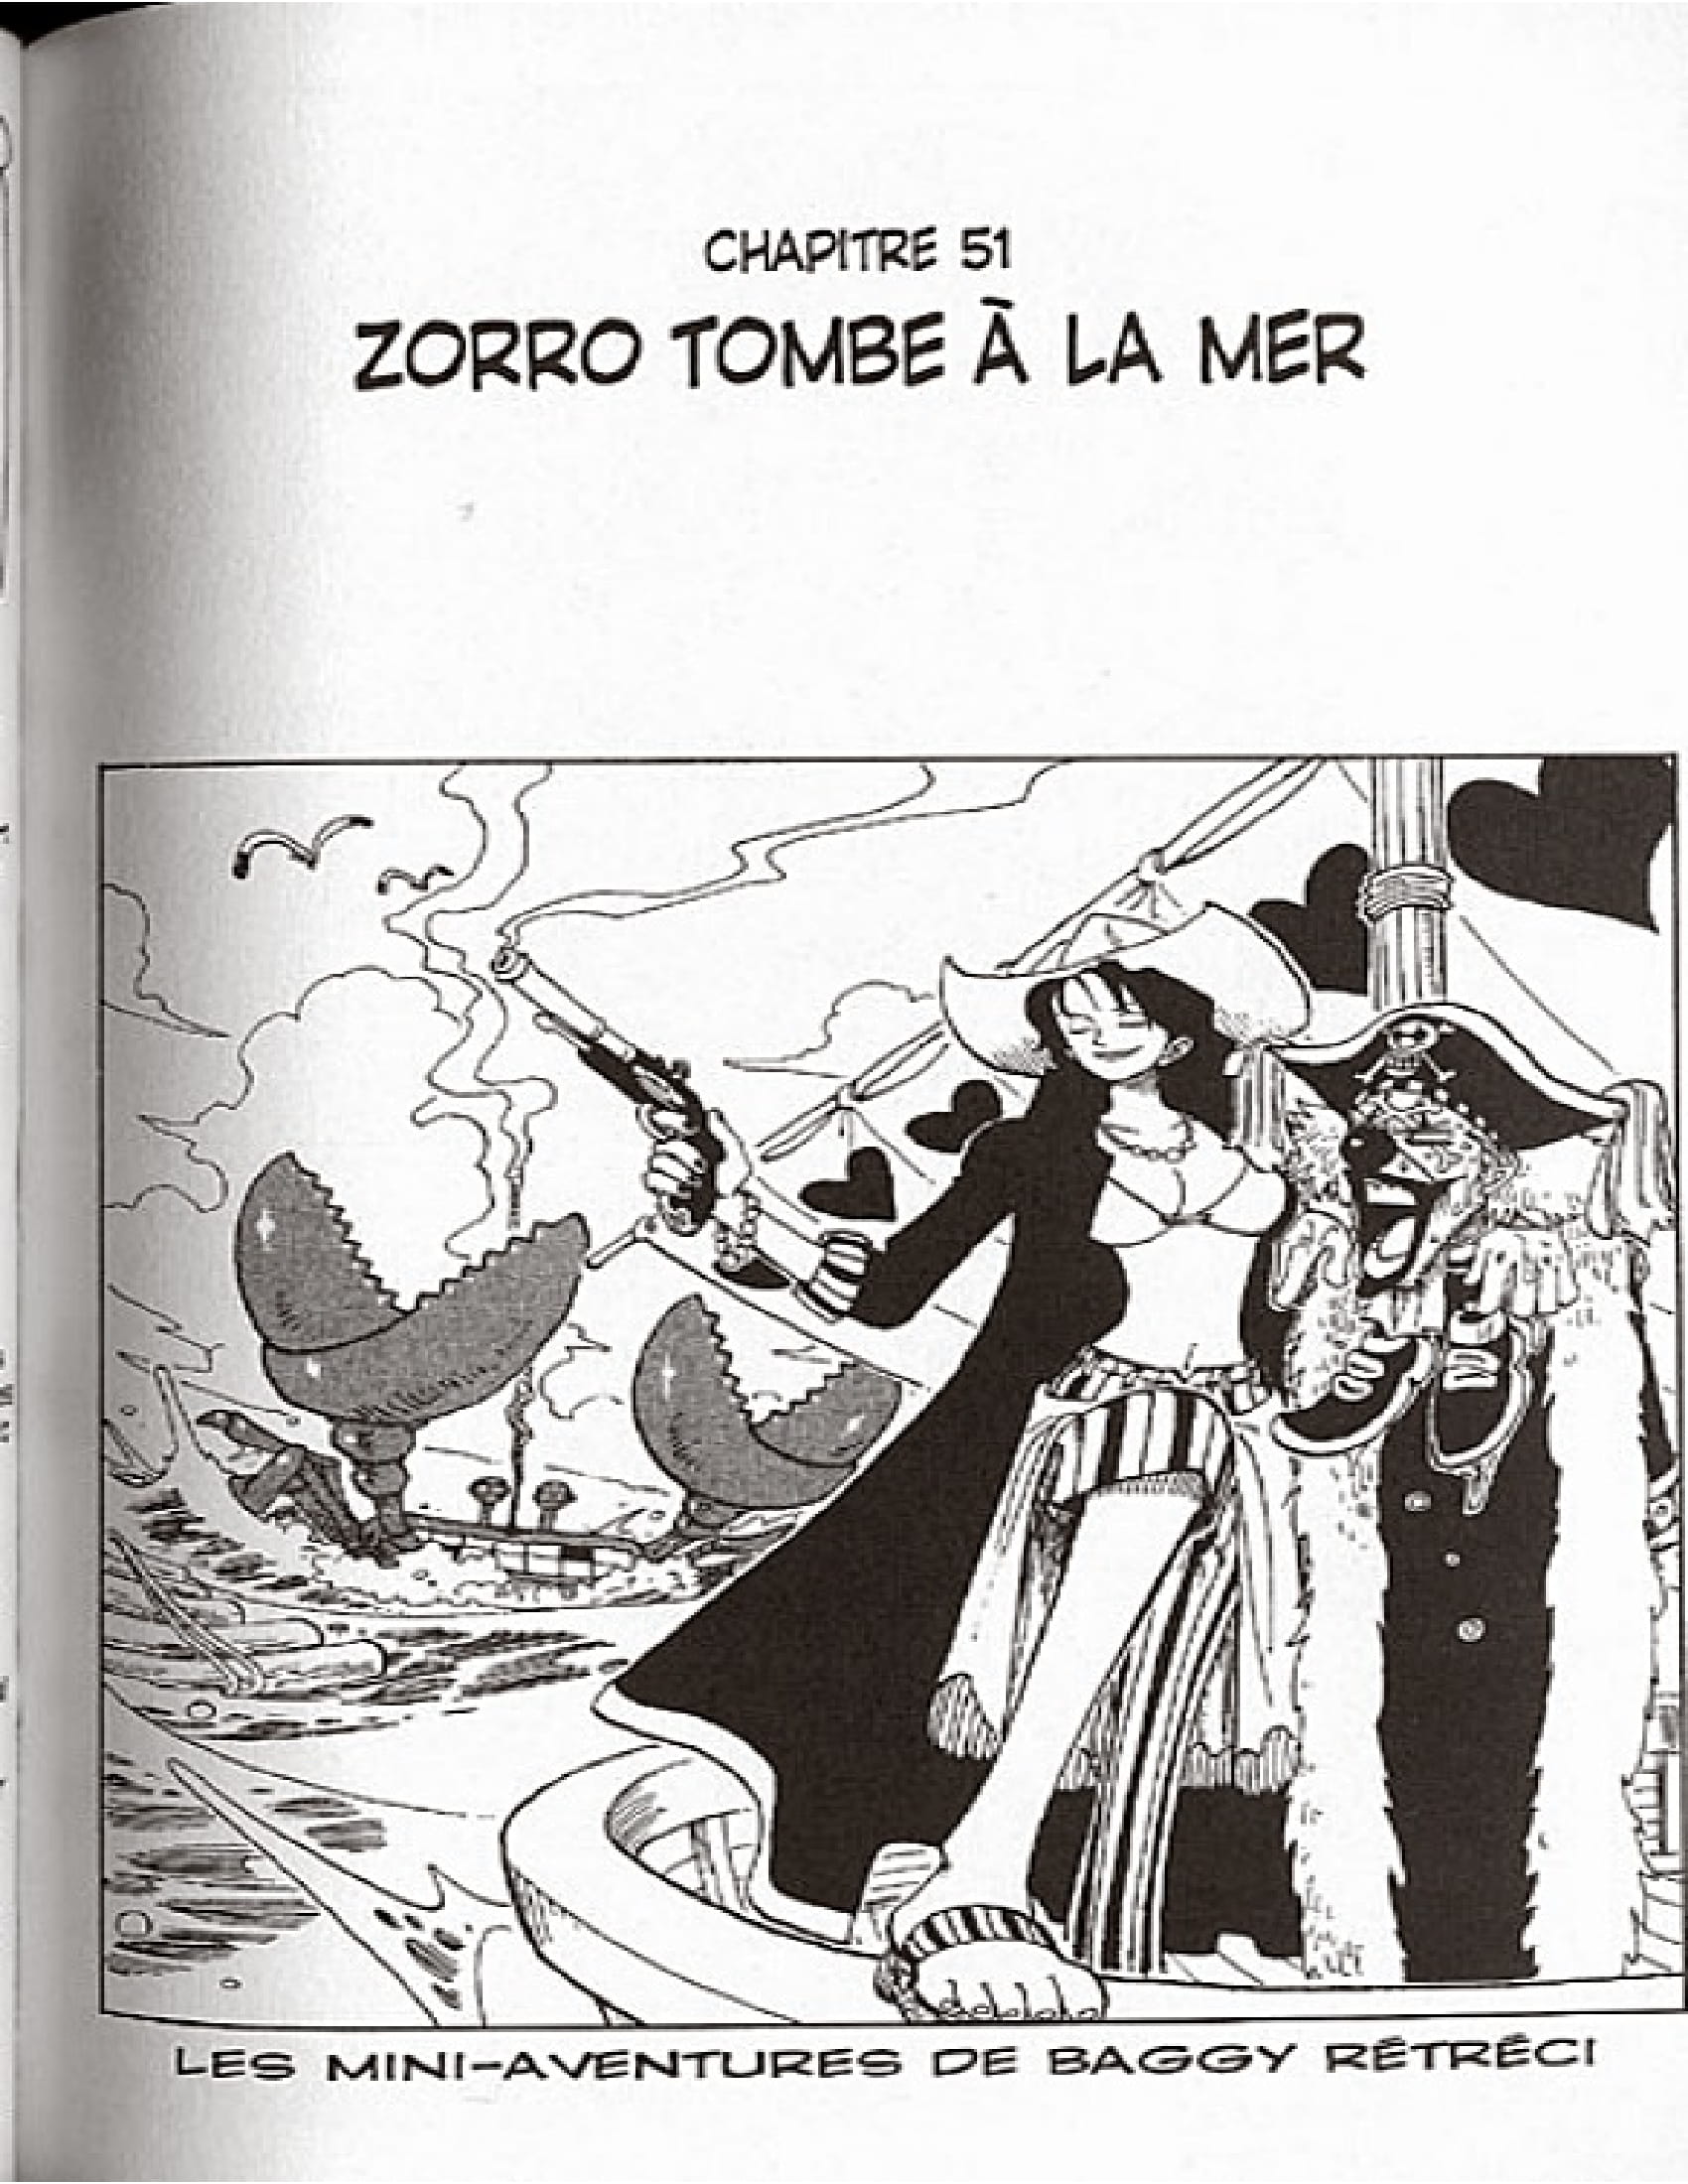 CHAPITRE 51
ZORRO TOMBE À LA MER
LES MINI-AVENTURES DE BAGGY RÉTRÉCI